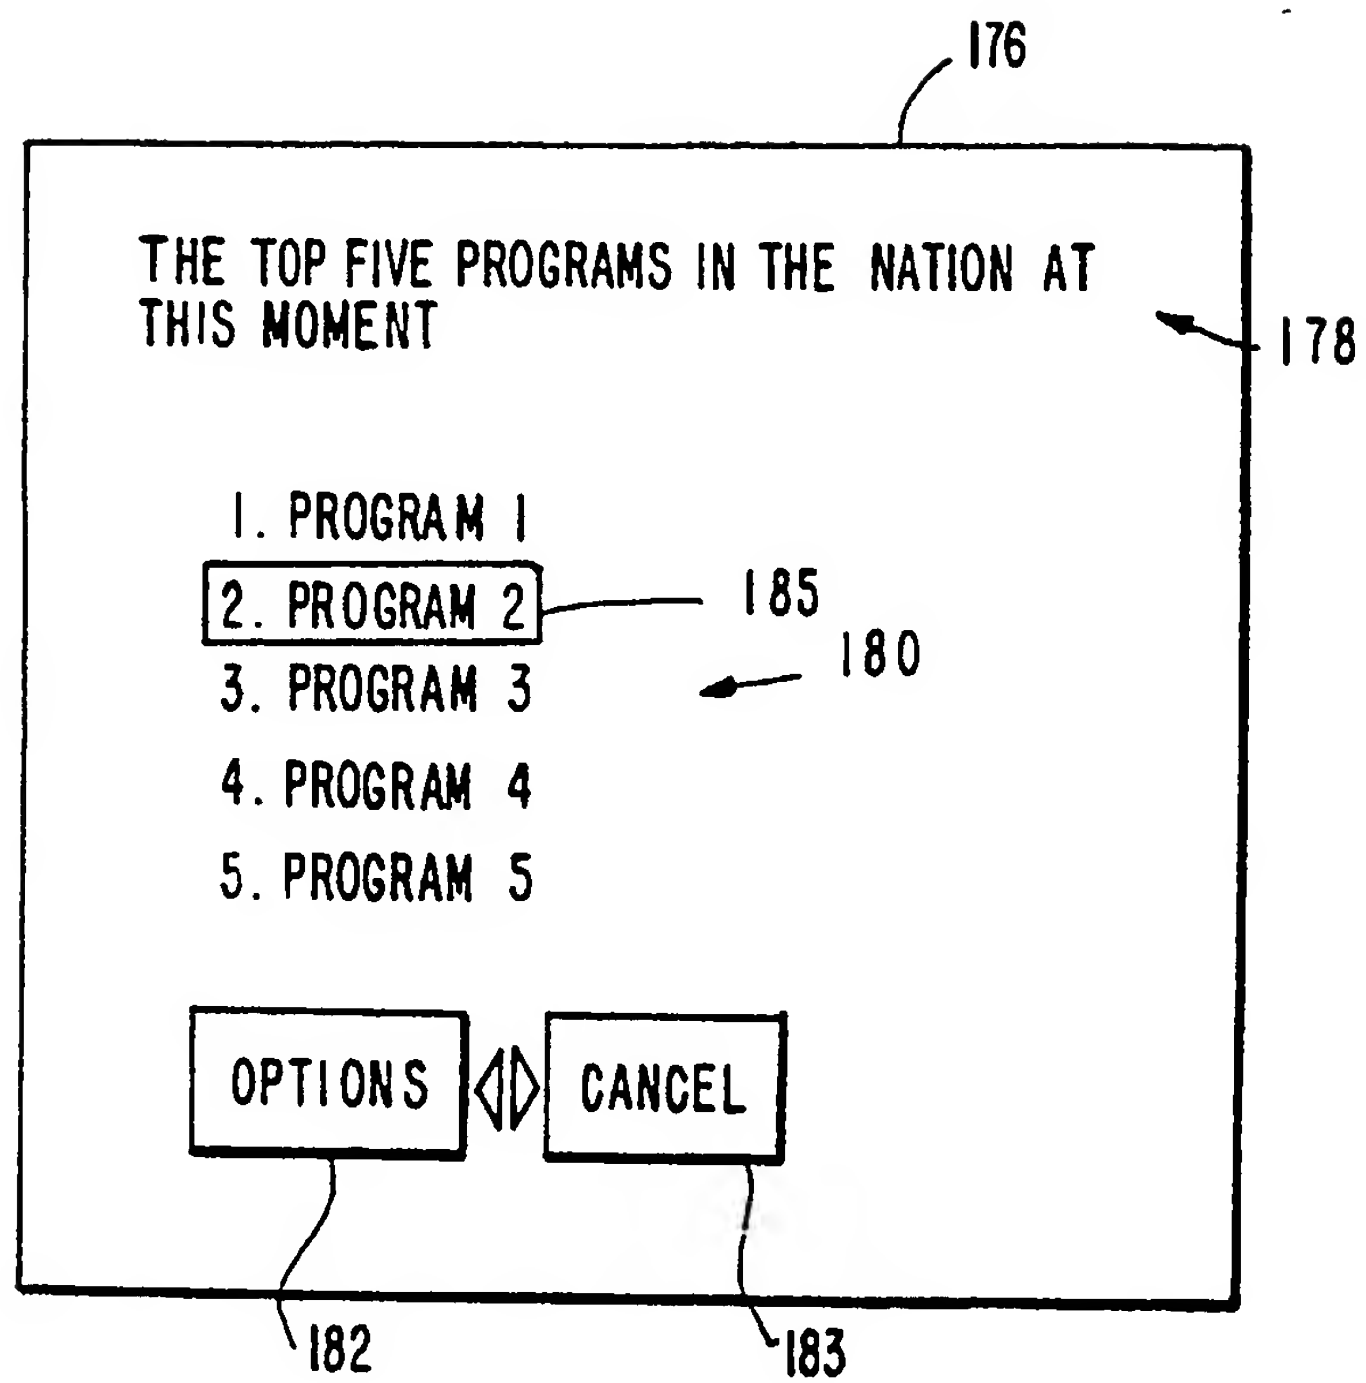 176
THE TOP FIVE PROGRAMS IN THE NATION AT
THIS MOMENT
178
1. PROGRAM 1
2. PROGRAM 2
185
180
3. PROGRAM 3
4. PROGRAM 4
5. PROGRAM 5
OPTIONS
CANCEL
182
183